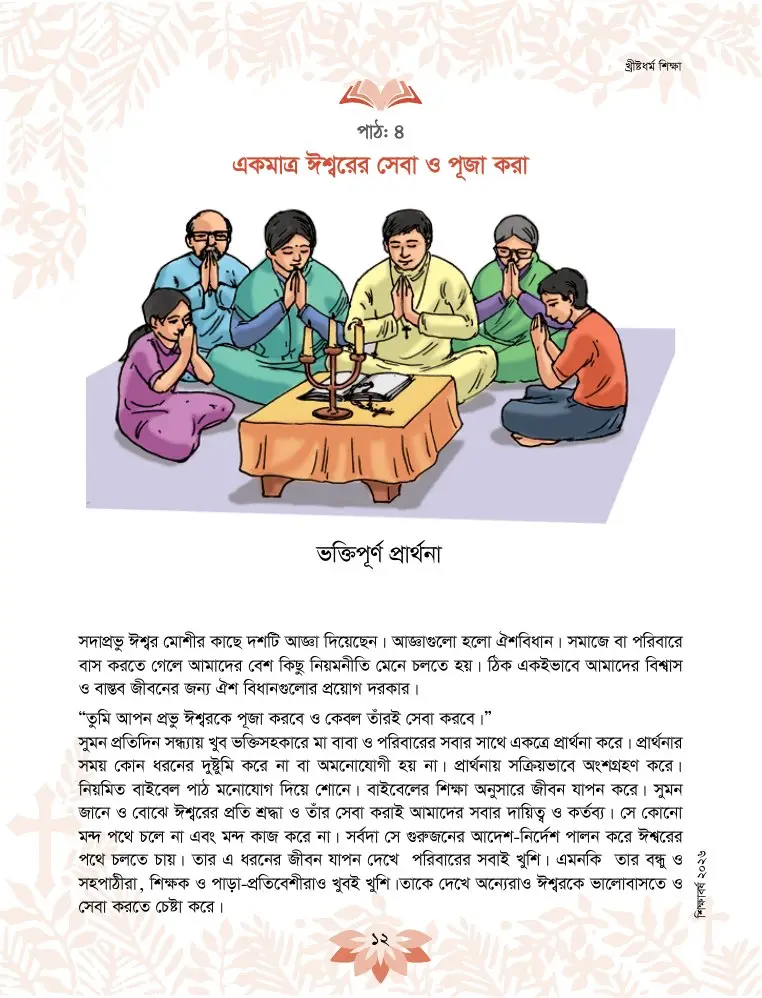 খ্রীষ্টধর্ম শিক্ষা
পাঠ: ৪
একমাত্র ঈশ্বরের সেবা ও পূজা করা
ভক্তিপূর্ণ প্রার্থনা
সদাপ্রভু ঈশ্বর মোশীর কাছে দশটি আজ্ঞা দিয়েছেন। আজ্ঞাগুলো হলো ঐশবিধান। সমাজে বা পরিবারে
বাস করতে গেলে আমাদের বেশ কিছু নিয়মনীতি মেনে চলতে হয়। ঠিক একইভাবে আমাদের বিশ্বাস
ও বাস্তব জীবনের জন্য ঐশ বিধানগুলোর প্রয়োগ দরকার।
“তুমি আপন প্রভু ঈশ্বরকে পূজা করবে ও কেবল তাঁরই সেবা করবে।”
সুমন প্রতিদিন সন্ধ্যায় খুব ভক্তিসহকারে মা বাবা ও পরিবারের সবার সাথে একত্রে প্রার্থনা করে। প্রার্থনার
সময় কোন ধরনের দুষ্টুমি করে না বা অমনোযোগী হয় না। প্রার্থনায় সক্রিয়ভাবে অংশগ্রহণ করে।
নিয়মিত বাইবেল পাঠ মনোযোগ দিয়ে শোনে। বাইবেলের শিক্ষা অনুসারে জীবন যাপন করে। সুমন
জানে ও বোঝে ঈশ্বরের প্রতি শ্রদ্ধা ও তাঁর সেবা করাই আমাদের সবার দায়িত্ব ও কর্তব্য। সে কোনো
মন্দ পথে চলে না এবং মন্দ কাজ করে না। সর্বদা সে গুরুজনের আদেশ-নির্দেশ পালন করে ঈশ্বরের
পথে চলতে চায়। তার এ ধরনের জীবন যাপন দেখে পরিবারের সবাই খুশি। এমনকি তার বন্ধু ও
সহপাঠীরা, শিক্ষক ও পাড়া-প্রতিবেশীরাও খুবই খুশি।তাকে দেখে অন্যেরাও ঈশ্বরকে ভালোবাসতে ও
সেবা করতে চেষ্টা করে।
শিক্ষাবর্ষ ২০২৬
১২